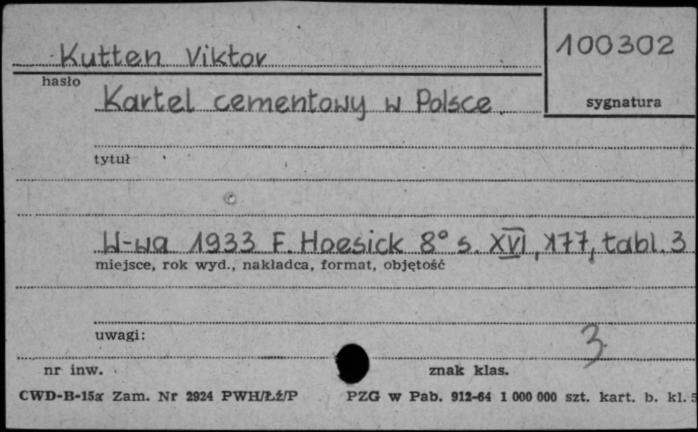 Kutten Viktor
100302
hasło
Kartel cementowy w Polsce.
sygnatura
tytuł
W-wa 1933 F. Hoesick 8° s. XVI, 177, tabl. 3
miejsce, rok wyd., nakładca, format, objętość
uwagi:
3
nr inw.
znak klas.
CWD-B-15a Zam. Nr 2924 PWH/Łź/P PZG w Pab. 912-64 1 000 000 szt. kart. b. kl. 5